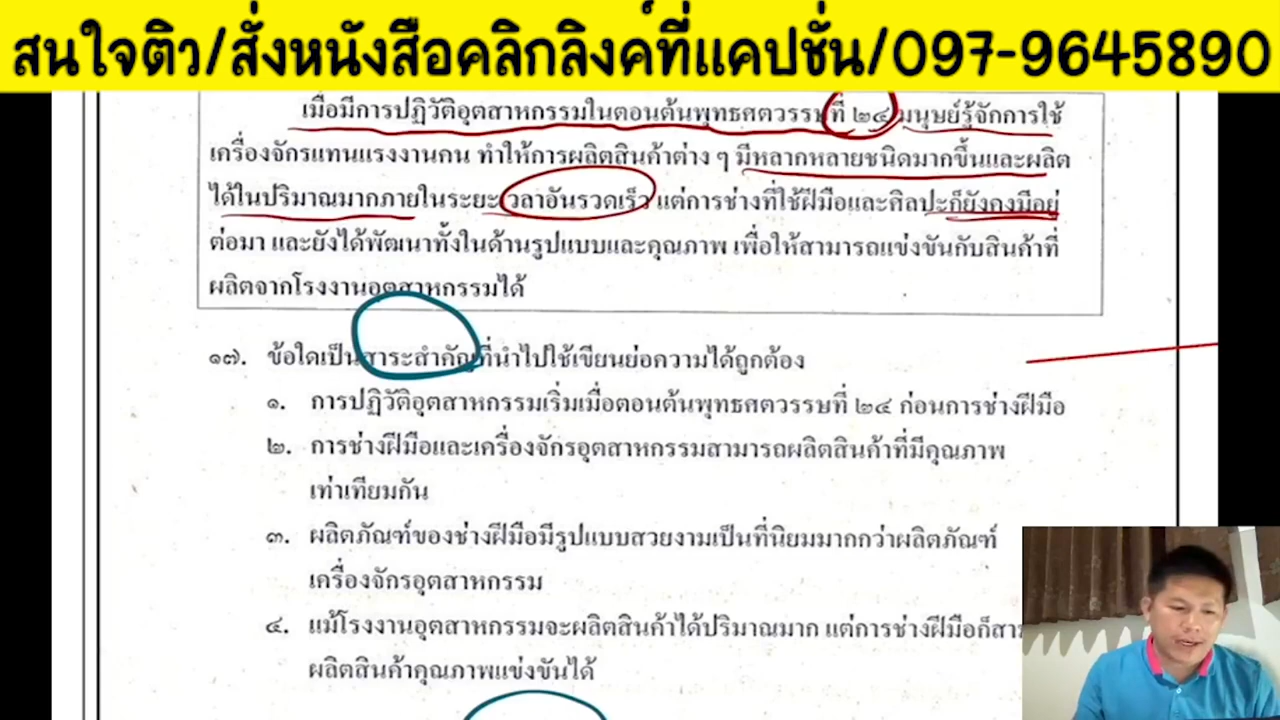 สนใจติว/สั่งหนังสือคลิกลิงค์ที่แคปชั่น/097-9645890
เมื่อมีการปฏิวัติอุตสาหกรรมในตอนต้นพุทธศตวรรษที่ ๒๔ มนุษย์รู้จักการใช้
เครื่องจักรแทนแรงงานคน ทำให้การผลิตสินค้าต่าง ๆ มีหลากหลายชนิดมากขึ้นและผลิต
ได้ในปริมาณมากภายในระยะเวลาอันรวดเร็ว แต่การช่างที่ใช้ฝีมือและศิลปะก็ยังคงมีอยู่
ต่อมา และยังได้พัฒนาทั้งในด้านรูปแบบและคุณภาพ เพื่อให้สามารถแข่งขันกับสินค้าที่
ผลิตจากโรงงานอุตสาหกรรมได้
๑๗. ข้อใดเป็นสาระสำคัญที่นำไปใช้เขียนย่อความได้ถูกต้อง
๑. การปฏิวัติอุตสาหกรรมเริ่มเมื่อตอนต้นพุทธศตวรรษที่ ๒๔ ก่อนการช่างฝีมือ
๒. การช่างฝีมือและเครื่องจักรอุตสาหกรรมสามารถผลิตสินค้าที่มีคุณภาพ
เท่าเทียมกัน
๓. ผลิตภัณฑ์ของช่างฝีมือมีรูปแบบสวยงามเป็นที่นิยมมากกว่าผลิตภัณฑ์
เครื่องจักรอุตสาหกรรม
๔. แม้โรงงานอุตสาหกรรมจะผลิตสินค้าได้ปริมาณมาก แต่การช่างฝีมือก็
ผลิตสินค้าคุณภาพแข่งขันได้